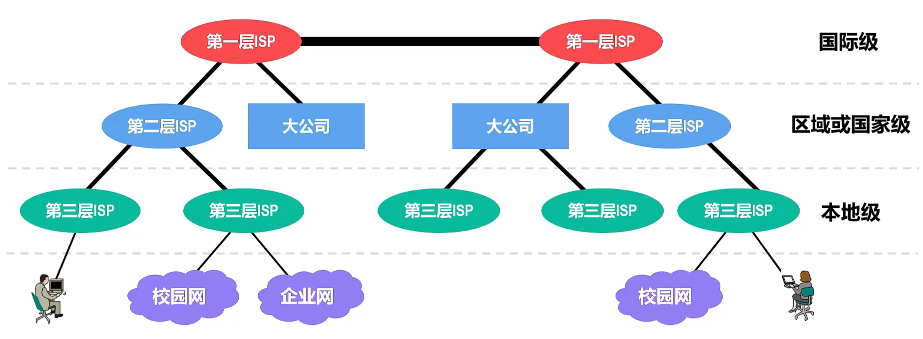 第一层ISP
第一层ISP
国际级
第二层ISP
大公司
大公司
第二层ISP
区域或国家级
第三层ISP
第三层ISP
第三层ISP
第三层ISP
第三层ISP
本地级
校园网
企业网
校园网